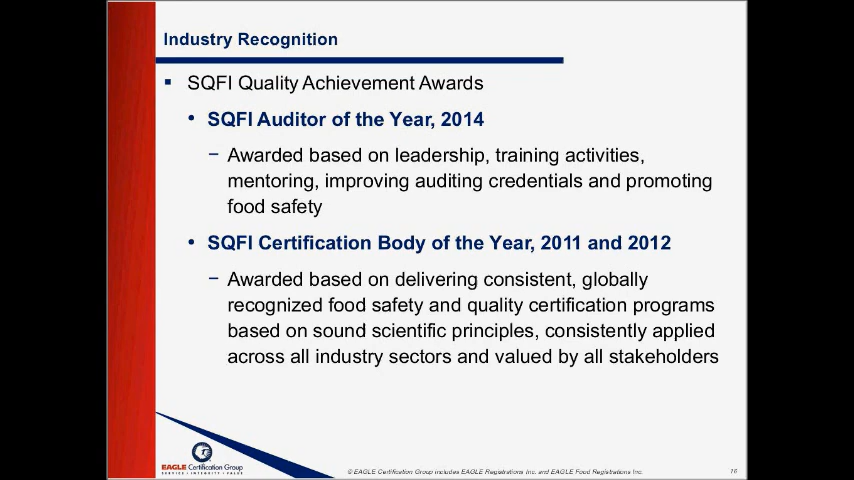 Industry Recognition
▪ SQFI Quality Achievement Awards
• SQFI Auditor of the Year, 2014
− Awarded based on leadership, training activities,
mentoring, improving auditing credentials and promoting
food safety
• SQFI Certification Body of the Year, 2011 and 2012
− Awarded based on delivering consistent, globally
recognized food safety and quality certification programs
based on sound scientific principles, consistently applied
across all industry sectors and valued by all stakeholders
EAGLE Certification Group
SERVICE • INTEGRITY • VALUE
© EAGLE Certification Group includes EAGLE Registrations Inc. and EAGLE Food Registrations Inc.
16